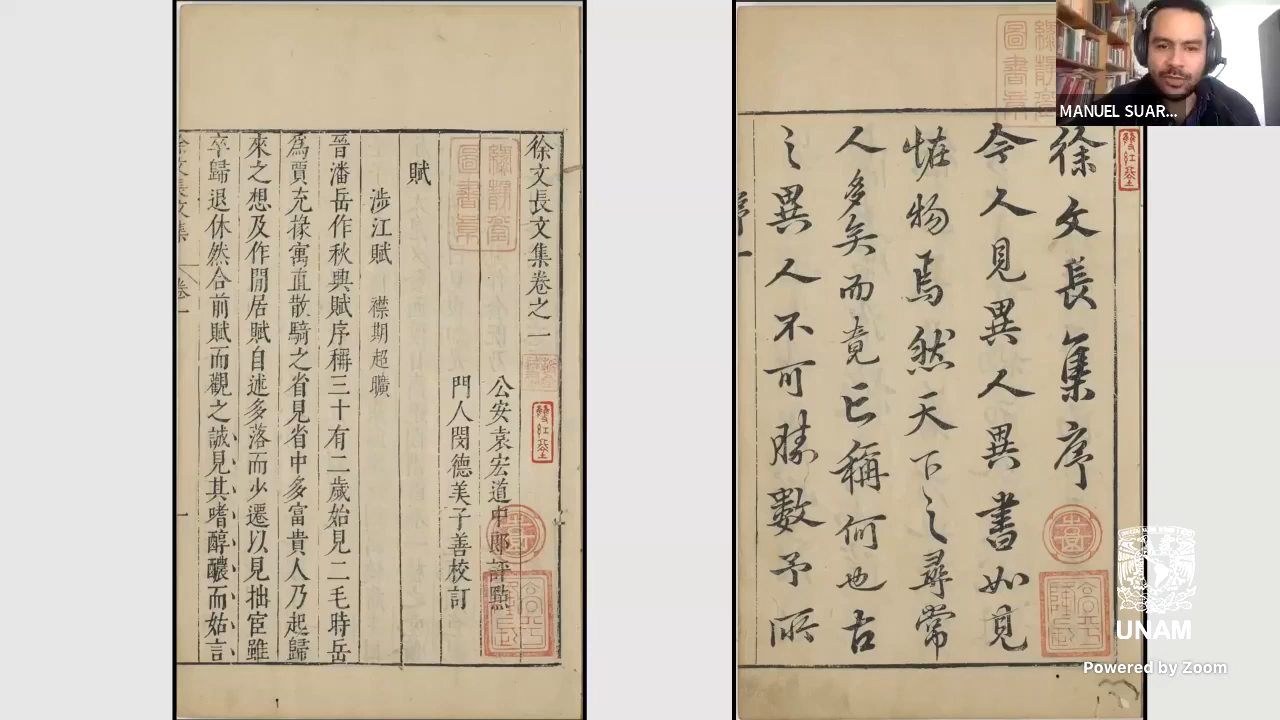 徐文長文集卷之一
公安袁宏道中郎評點
門人閔德美子善校訂
賦
涉江賦 襟期超曠
晉潘岳作秋興賦序稱三十有二歲始見二毛時岳
為賈充掾寓直散騎之省見省中多富貴人乃起歸
來之想及作閒居賦自述多落而少遷以見拙宦雖
卒歸退休然合前賦而觀之誠見其嗜醇醲而始言
徐文長集序
今人見異人異書如見
恠物焉然天下之尋常
人多矣而竟已稱何也古
之異人不可勝數予所
MANUEL SUAR...
UNAM
Powered by Zoom